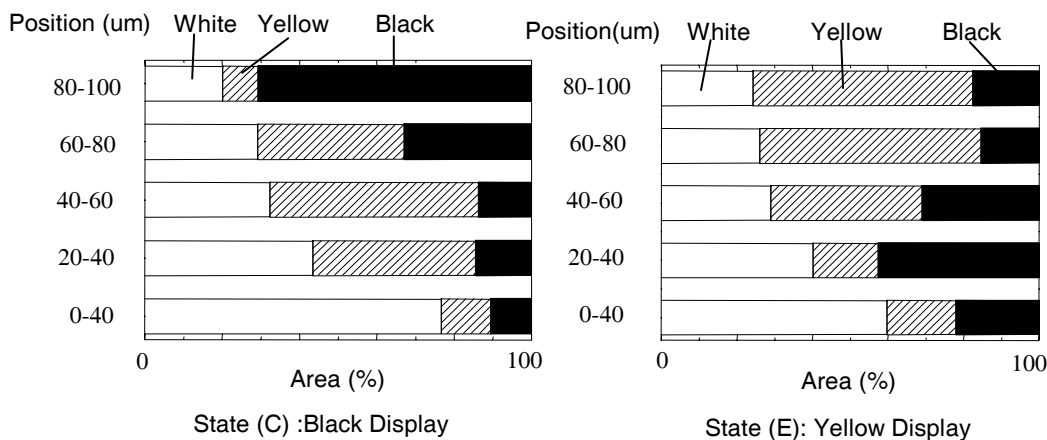 Position (um) White Yellow Black
80-100
60-80
40-60
20-40
0-40
0 100
Area (%)
State (C) :Black Display
Position(um) White Yellow Black
80-100
60-80
40-60
20-40
0-40
0 100
Area (%)
State (E): Yellow Display